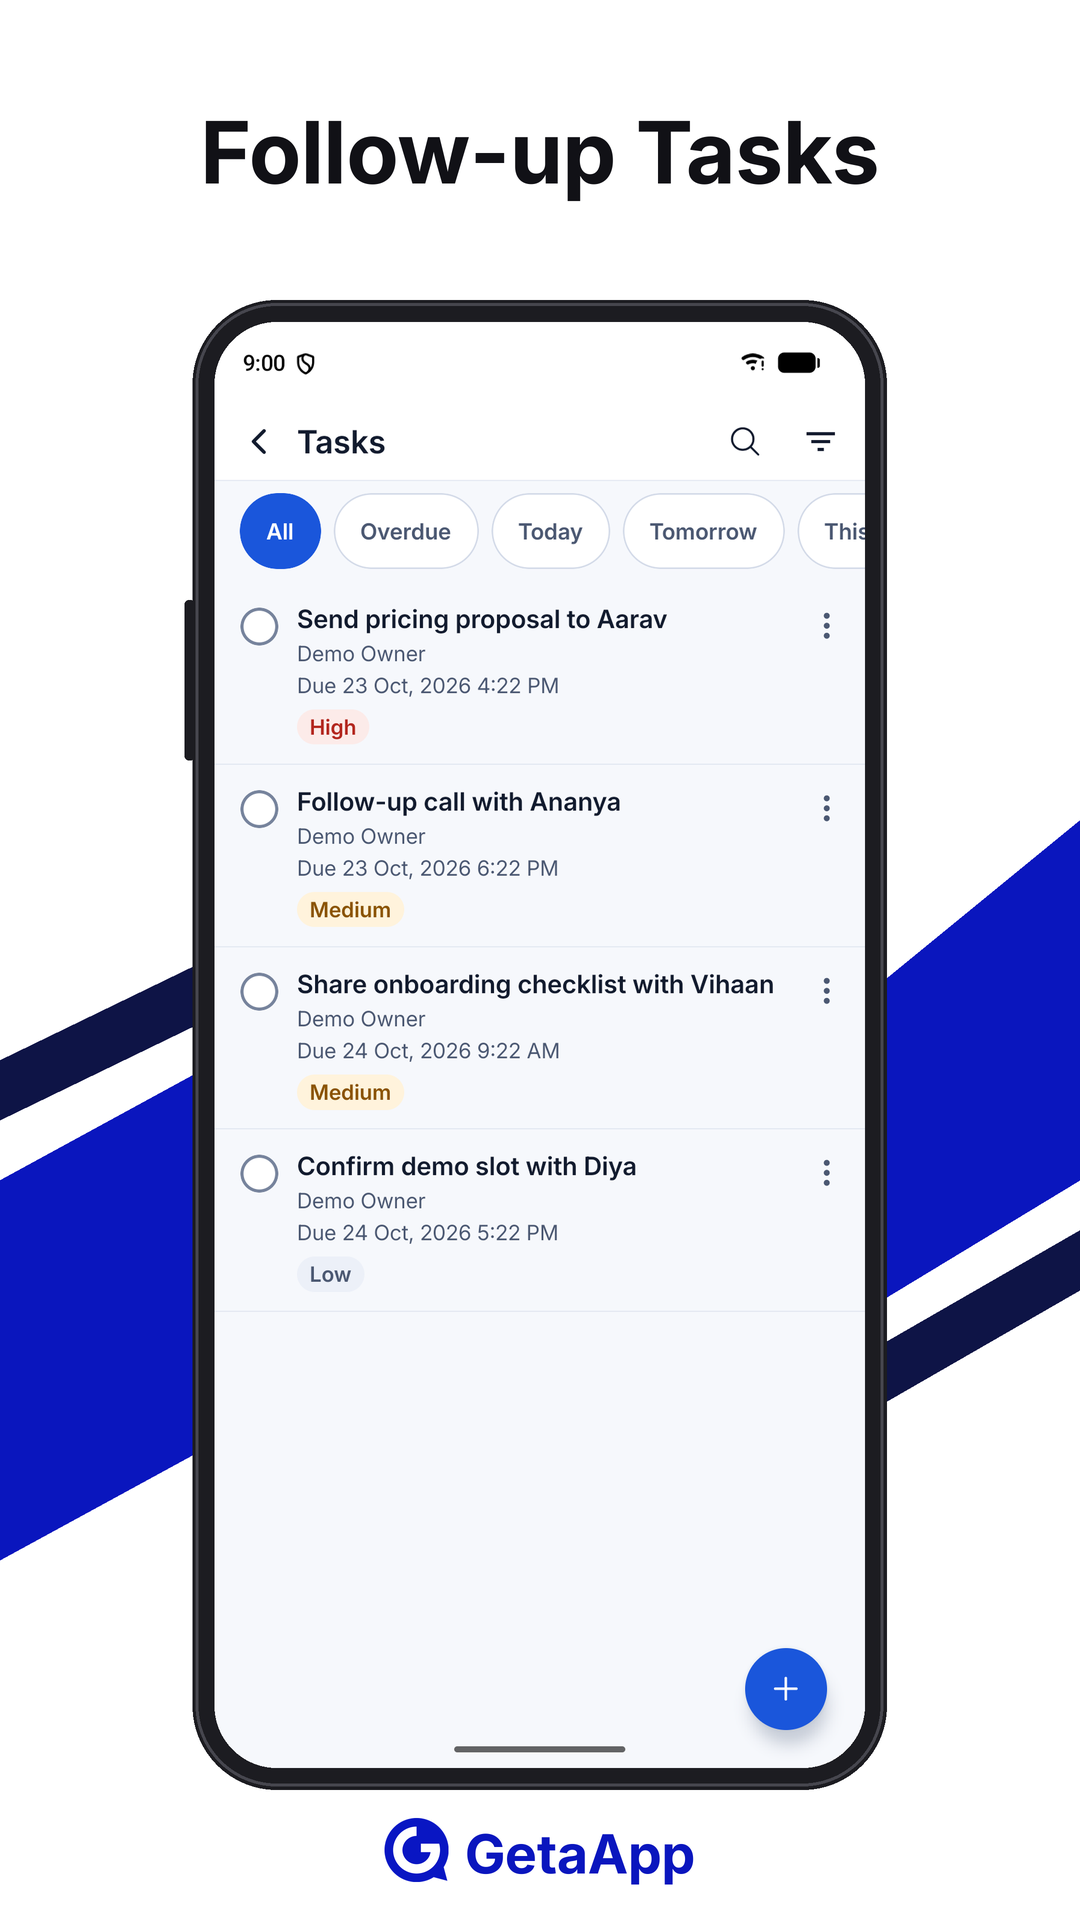 Follow-up Tasks
9:00
Tasks
All Overdue Today Tomorrow This
Send pricing proposal to Aarav
Demo Owner
Due 23 Oct, 2026 4:22 PM
High
Follow-up call with Ananya
Demo Owner
Due 23 Oct, 2026 6:22 PM
Medium
Share onboarding checklist with Vihaan
Demo Owner
Due 24 Oct, 2026 9:22 AM
Medium
Confirm demo slot with Diya
Demo Owner
Due 24 Oct, 2026 5:22 PM
Low
GetaApp